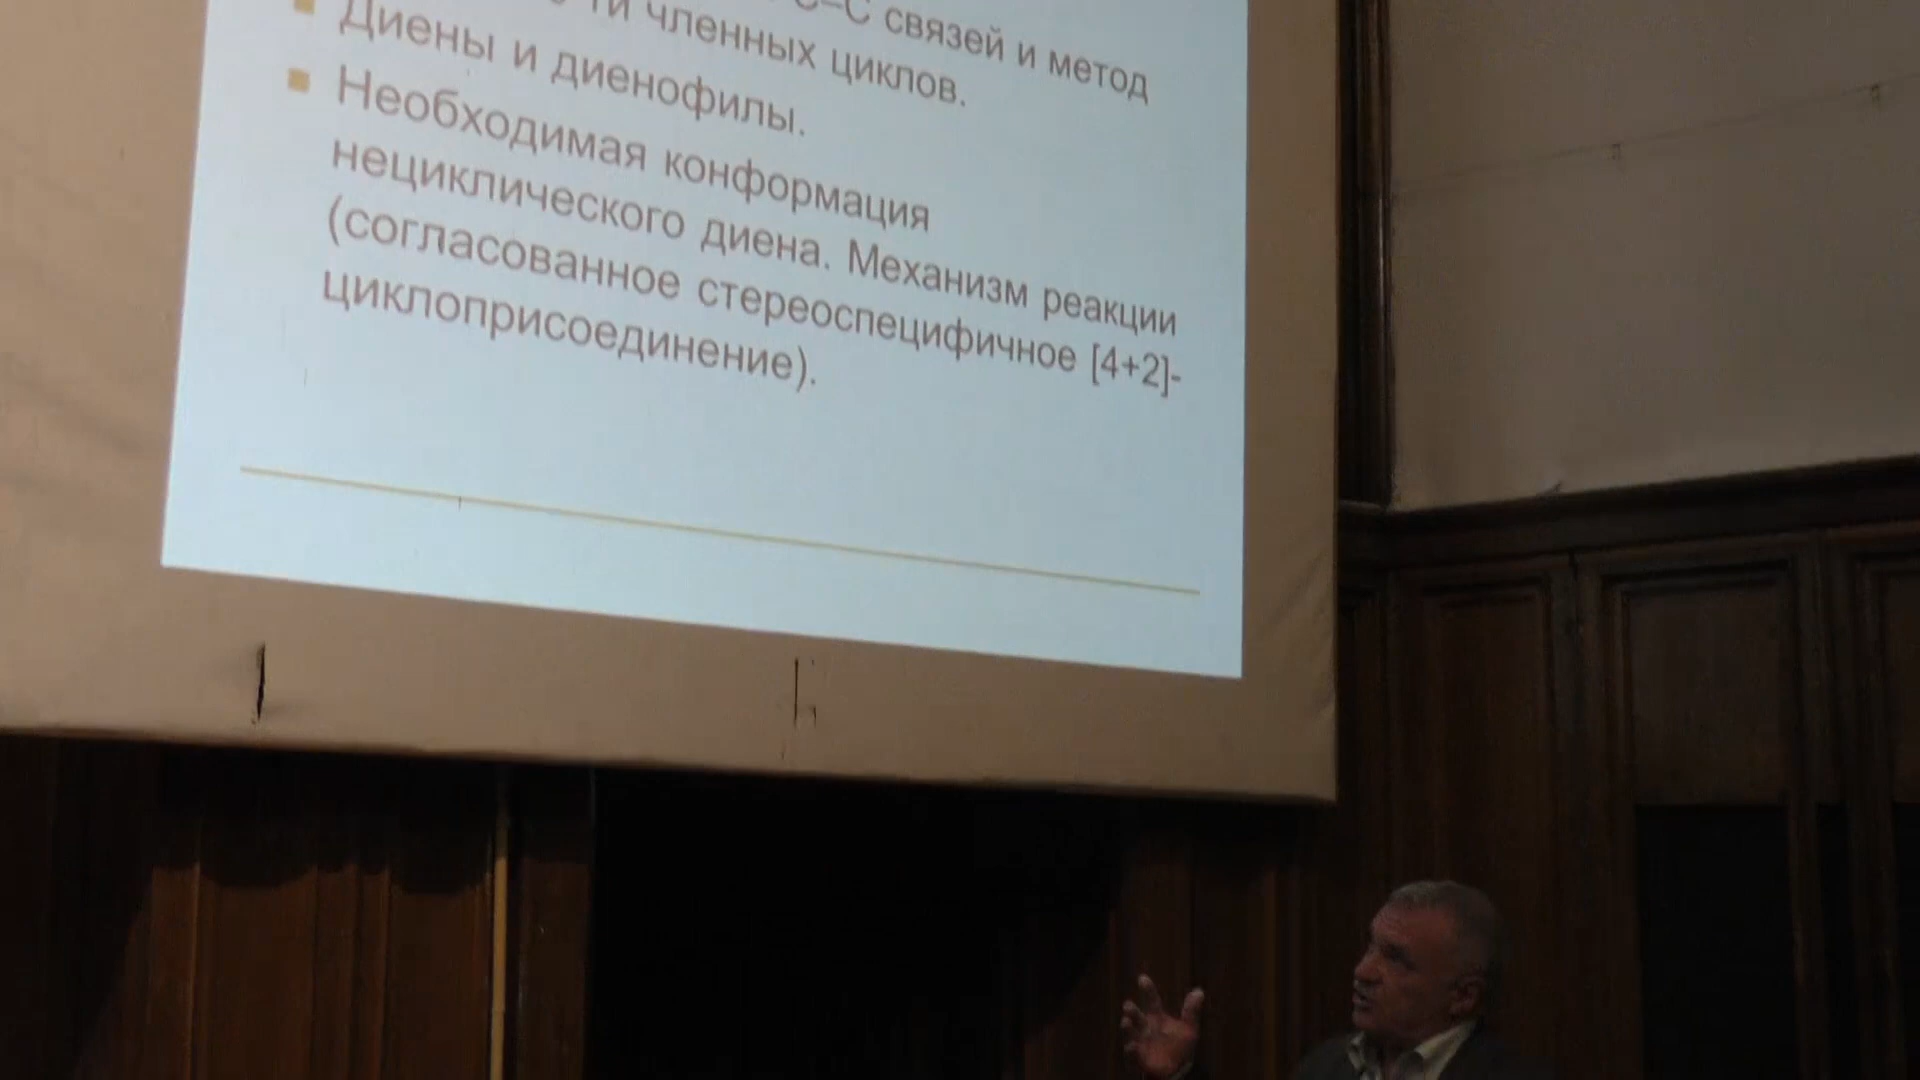 C–C связей и метод
членных циклов.
Диены и диенофилы.
Необходимая конформация
нециклического диена. Механизм реакции
(согласованное стереоспецифичное [4+2]-
циклоприсоединение).